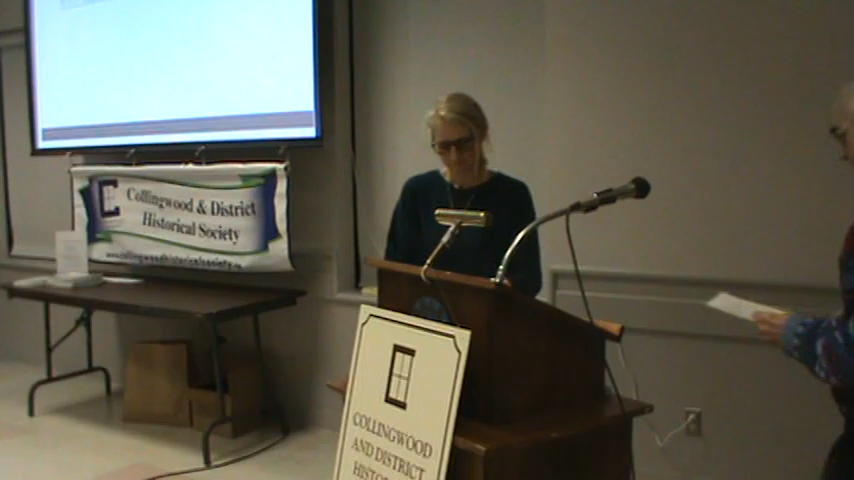 Collingwood & District
Historical Society
www.collingwoodhistoricalsociety.ca
COLLINGWOOD
AND DISTRICT